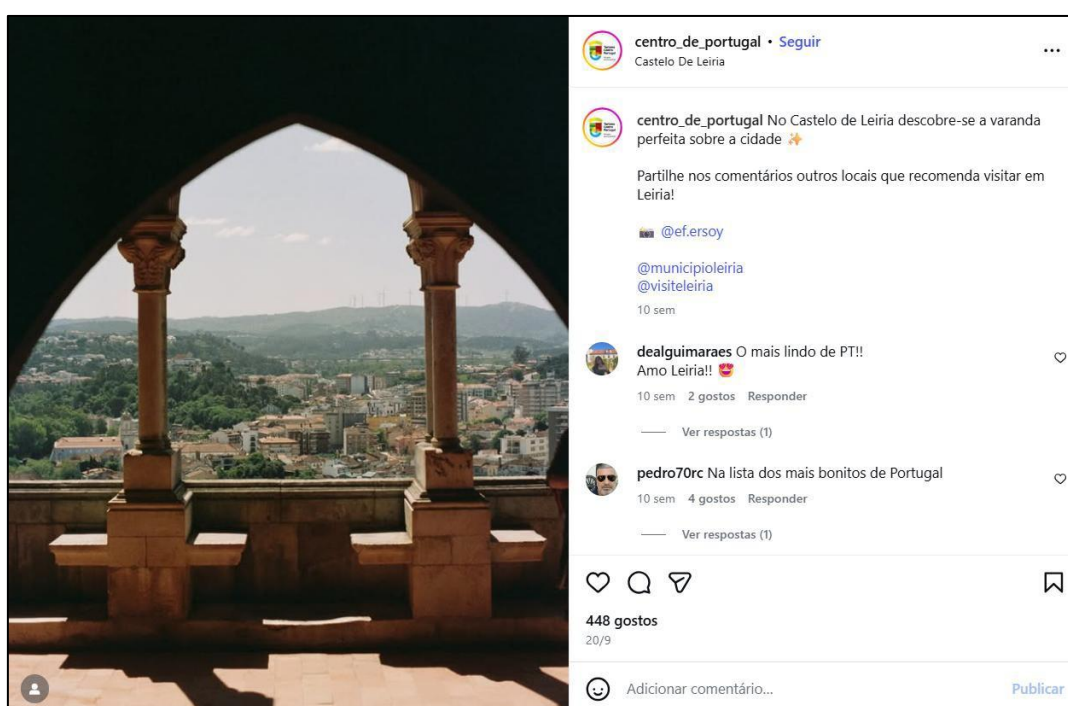 centro_de_portugal • Seguir
Castelo De Leiria
centro_de_portugal No Castelo de Leiria descobre-se a varanda
perfeita sobre a cidade ✨
Partilhe nos comentários outros locais que recomenda visitar em
Leiria!
📷 @ef.ersoy
@municipioleiria
@visiteleiria
10 sem
dealguimaraes O mais lindo de PT!!
Amo Leiria!! 😍
10 sem 2 gostos Responder
Ver respostas (1)
pedro70rc Na lista dos mais bonitos de Portugal
10 sem 4 gostos Responder
Ver respostas (1)
448 gostos
20/9
Adicionar comentário... Publicar